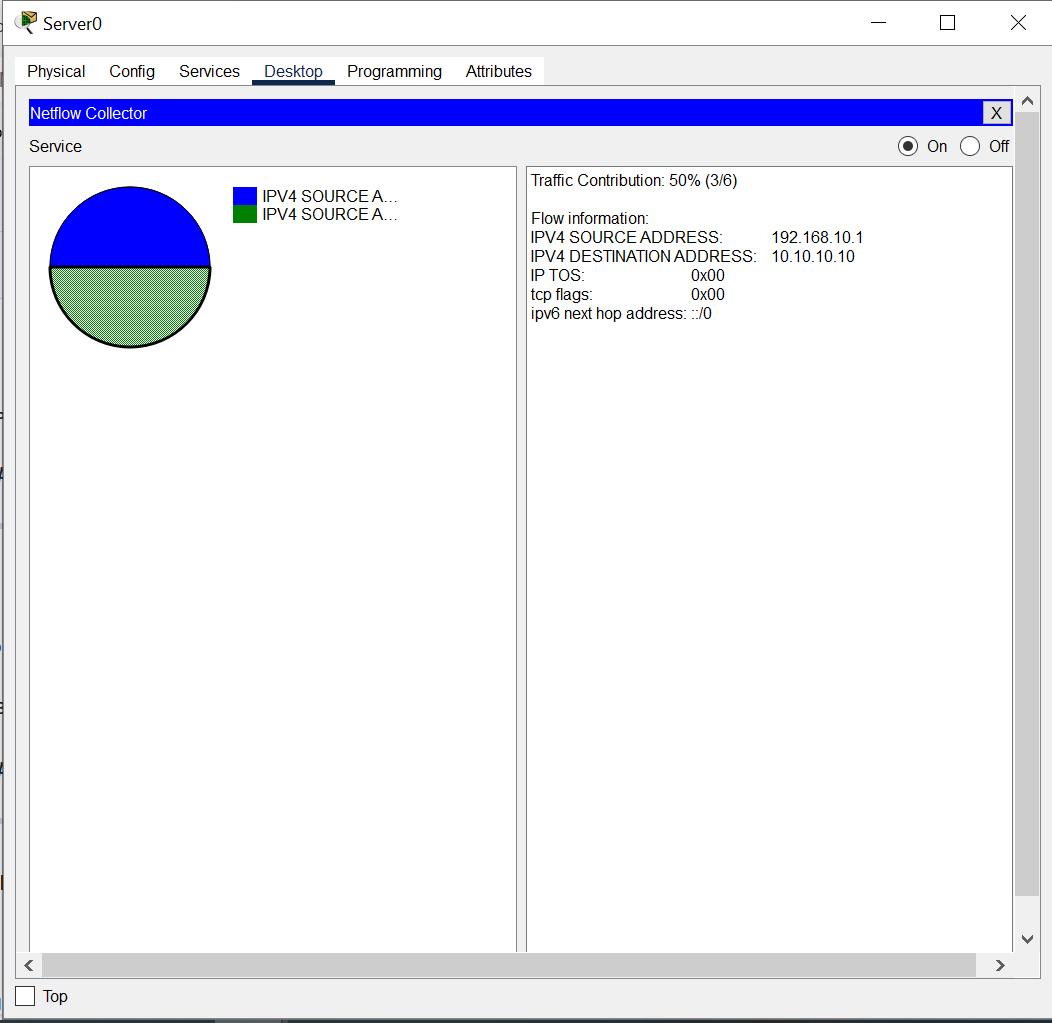 Server0
Physical Config Services Desktop Programming Attributes
Netflow Collector X
Service On Off
IPV4 SOURCE A...
IPV4 SOURCE A...
Traffic Contribution: 50% (3/6)
Flow information:
IPV4 SOURCE ADDRESS: 192.168.10.1
IPV4 DESTINATION ADDRESS: 10.10.10.10
IP TOS: 0x00
tcp flags: 0x00
ipv6 next hop address: ::/0
Top